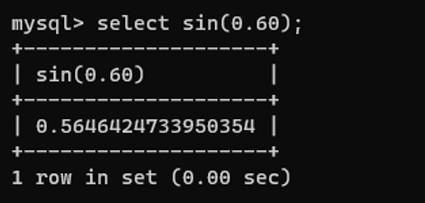 mysql> select sin(0.60);
+--------------------+
| sin(0.60)          |
+--------------------+
| 0.5646424733950354 |
+--------------------+
1 row in set (0.00 sec)